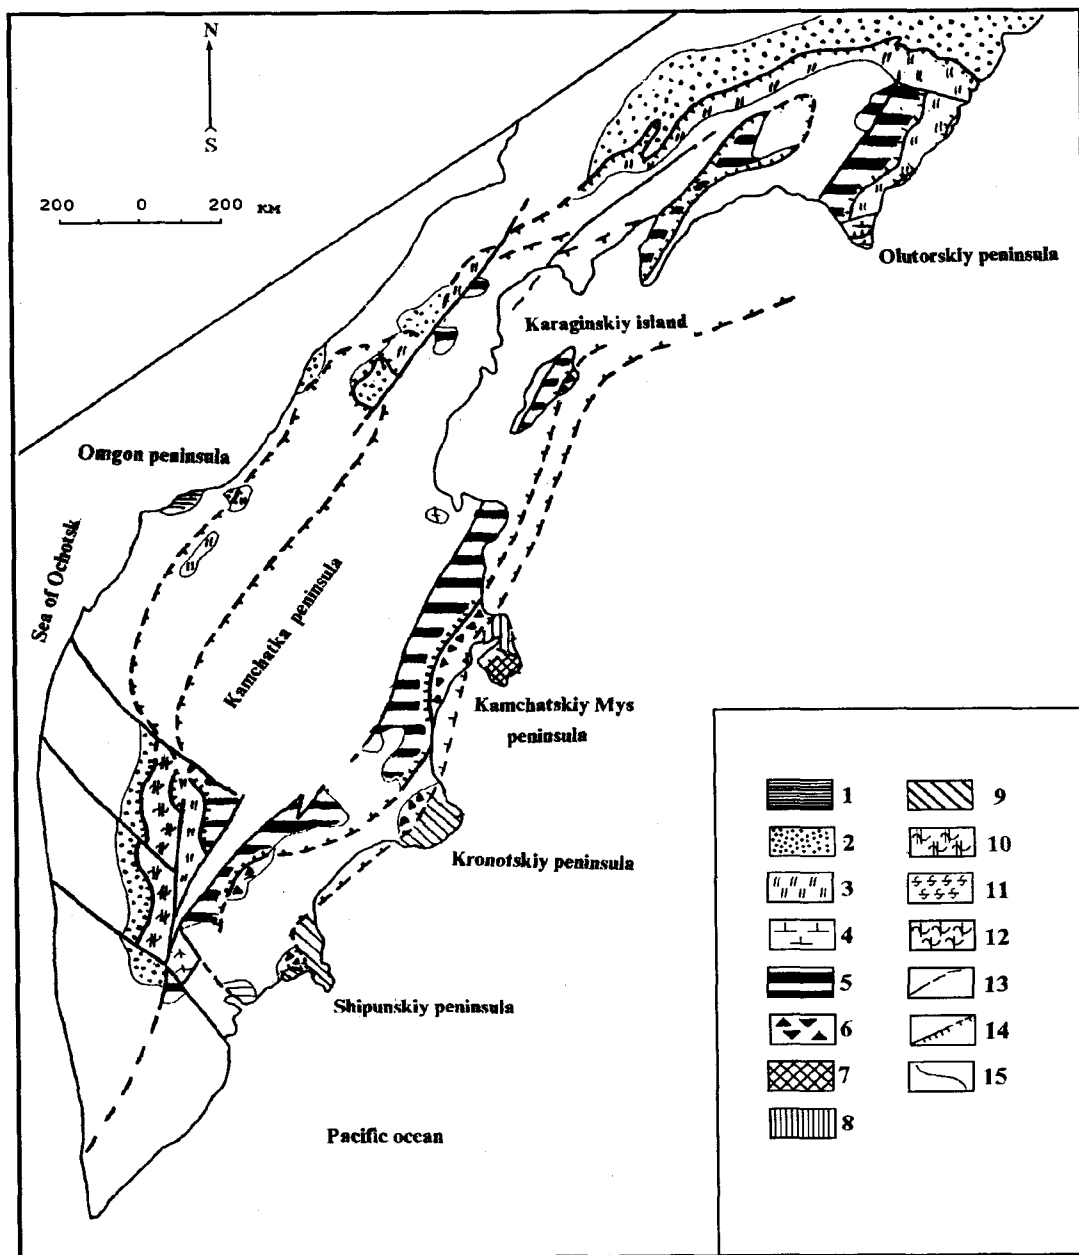 N
S
200 0 200 км
Olutorskiy peninsula
Karaginskiy island
Omgon peninsula
Sea of Ochotsk
Kamchatka peninsula
Kamchatskiy Mys
peninsula
Kronotskiy peninsula
Shipunskiy peninsula
Pacific ocean
1
2
3
4
5
6
7
8
9
10
11
12
13
14
15